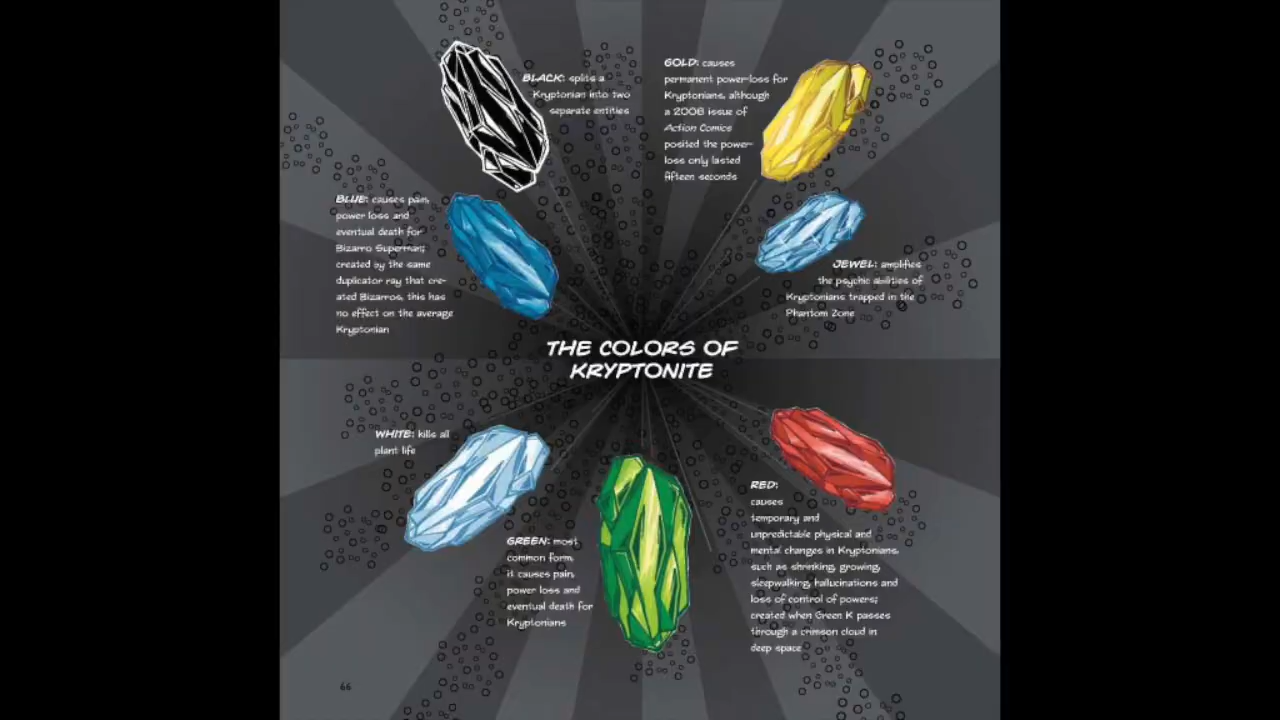 BLACK: splits a
Kryptonian into two
separate entities
GOLD: causes
permanent power-loss for
Kryptonians, although
a 2008 issue of
Action Comics
posited the power-
loss only lasted
fifteen seconds
BLUE: causes pain,
power loss and
eventual death for
Bizarro Superman;
created by the same
duplicator ray that cre-
ated Bizarros, this has
no effect on the average
Kryptonian
JEWEL: amplifies
the psychic abilities of
Kryptonians trapped in the
Phantom Zone
THE COLORS OF
KRYPTONITE
WHITE: kills all
plant life
GREEN: most
common form,
it causes pain,
power loss and
eventual death for
Kryptonians
RED:
causes
temporary and
unpredictable physical and
mental changes in Kryptonians,
such as shrinking, growing,
sleepwalking, hallucinations and
loss of control of powers;
created when Green K passes
through a crimson cloud in
deep space
66